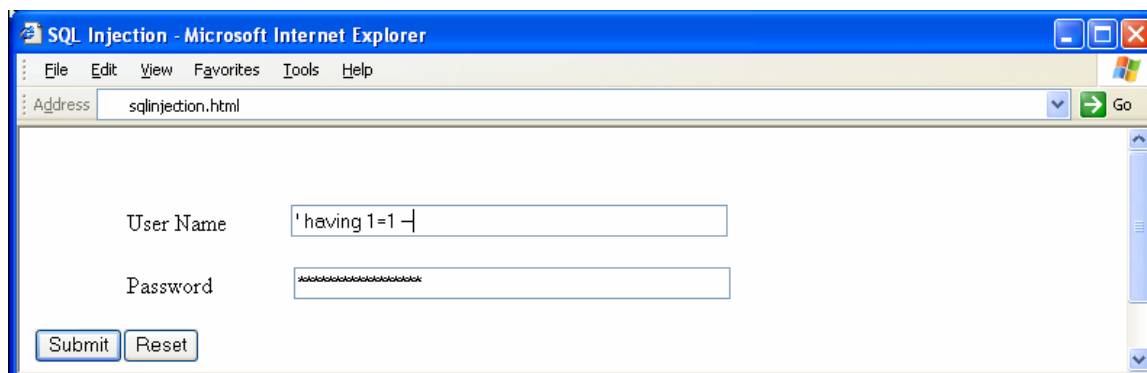 SQL Injection - Microsoft Internet Explorer
File Edit View Favorites Tools Help
Address sqlinjection.html Go
User Name ' having 1=1 --
Password *******************
Submit Reset